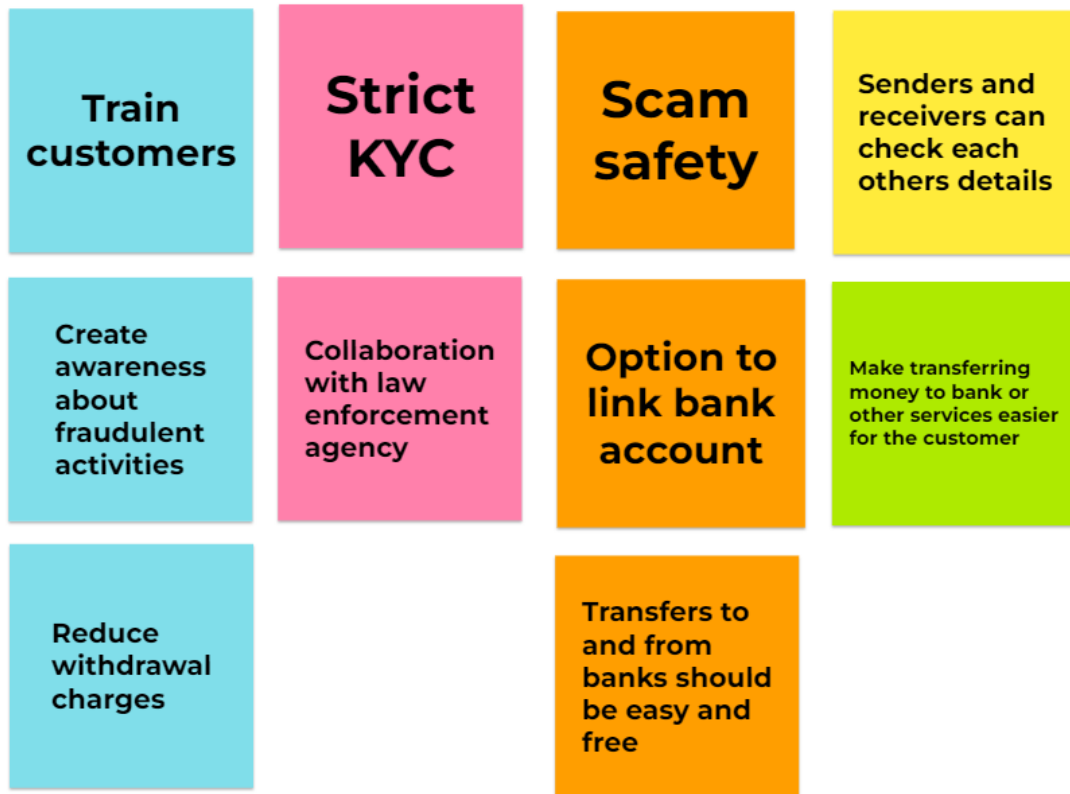 Train
customers
Strict
KYC
Scam
safety
Senders and
receivers can
check each
others details
Create
awareness
about
fraudulent
activities
Collaboration
with law
enforcement
agency
Option to
link bank
account
Make transferring
money to bank or
other services easier
for the customer
Reduce
withdrawal
charges
Transfers to
and from
banks should
be easy and
free